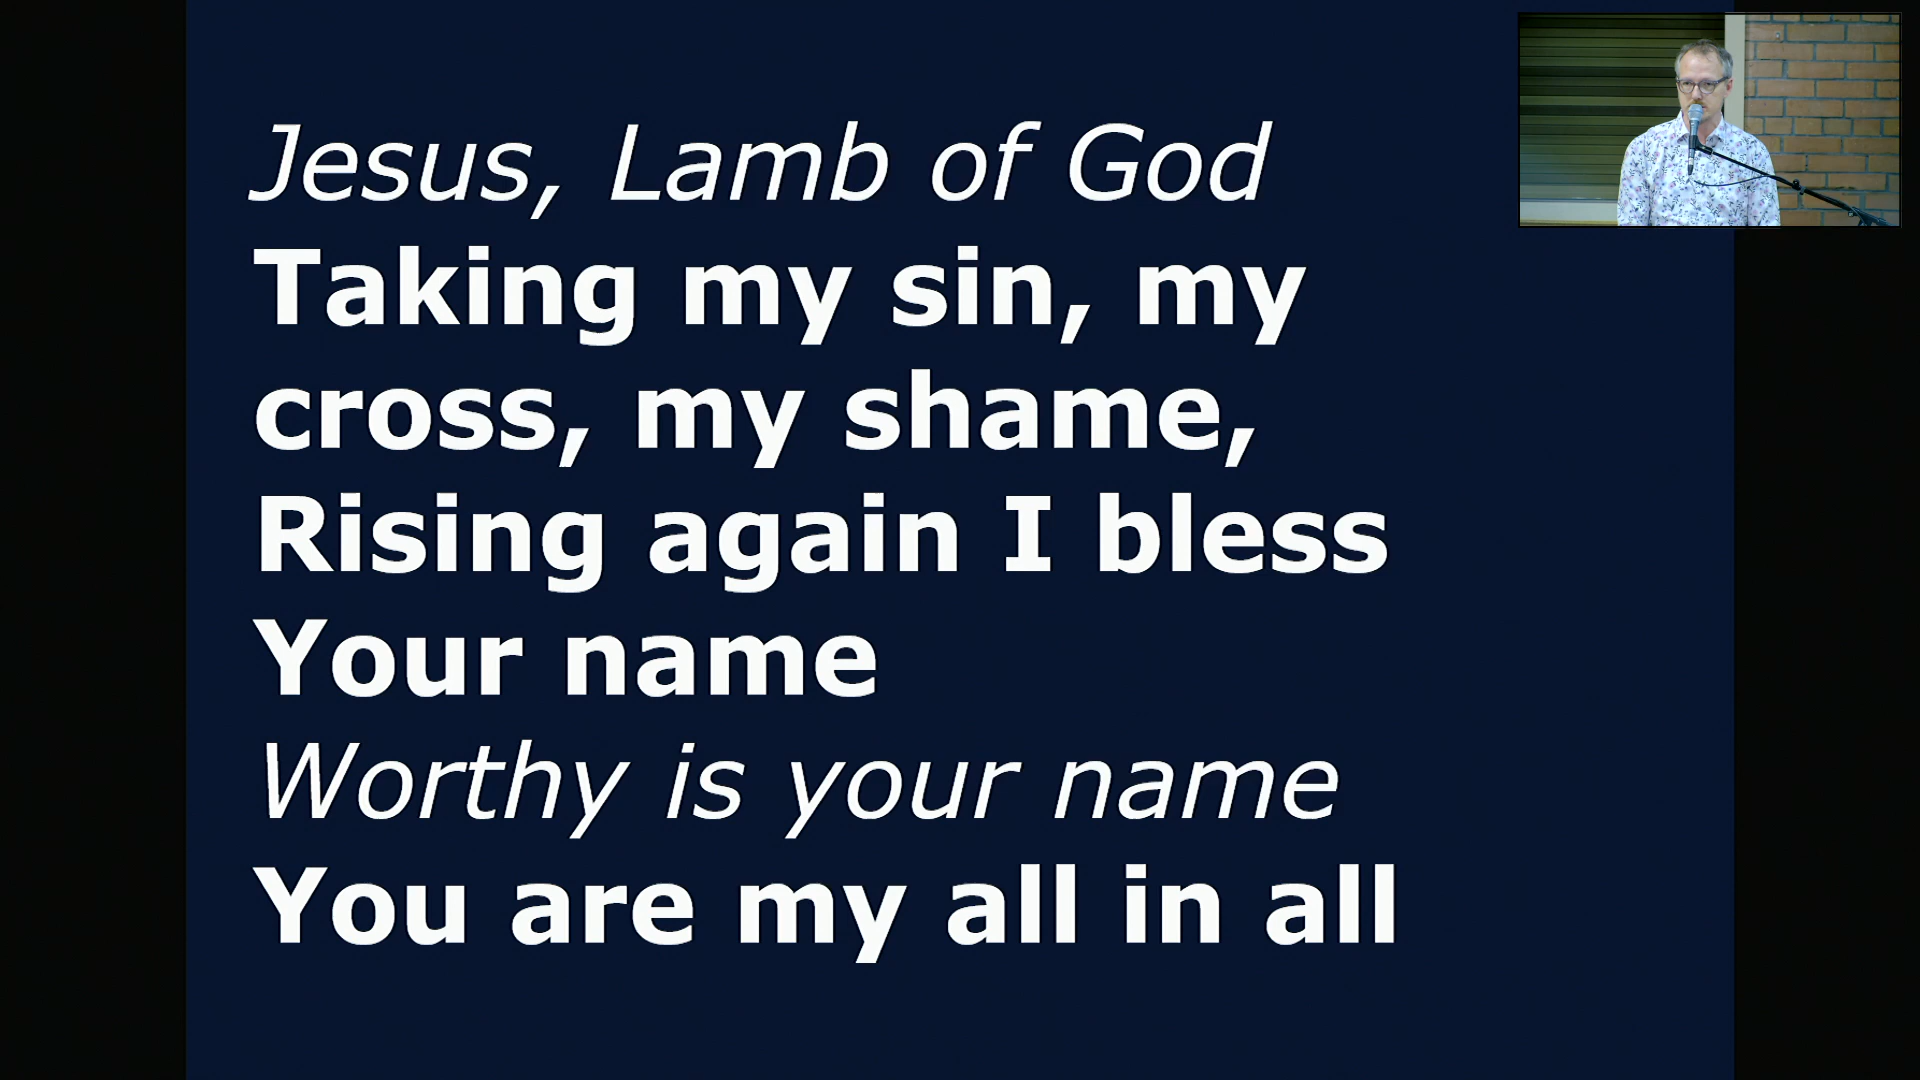 Jesus, Lamb of God
Taking my sin, my
cross, my shame,
Rising again I bless
Your name
Worthy is your name
You are my all in all